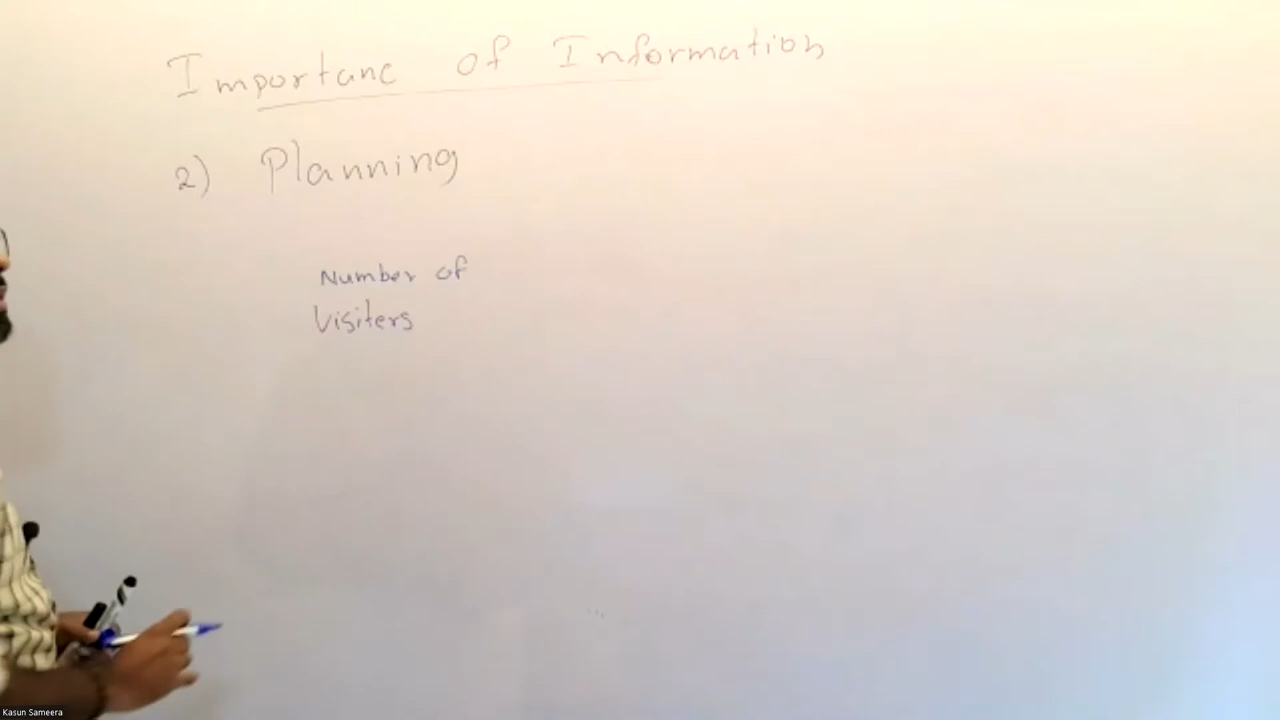 Importanc of Information
2) Planning
Number of
Visiters
Kasun Sameera